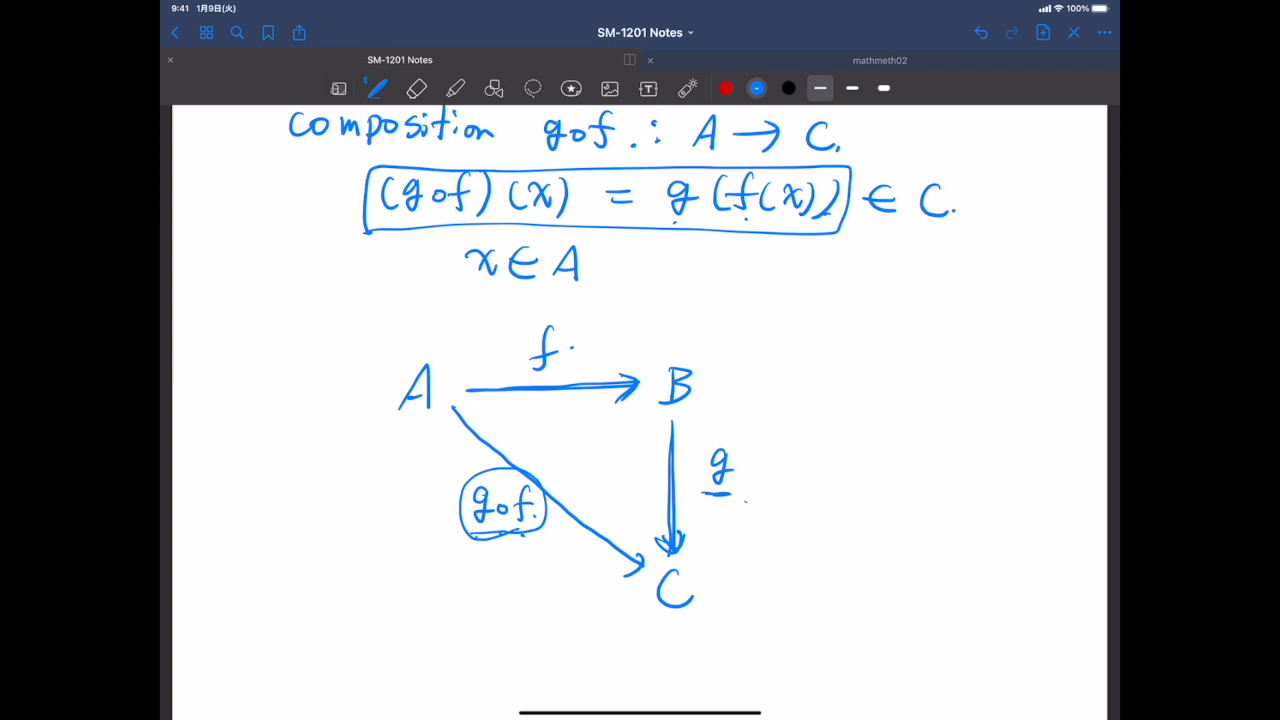 9:41 1月9日(火) 100%
SM-1201 Notes
SM-1201 Notes mathmeth02
composition g∘f : A → C.
(g∘f)(x) = g(f(x)) ∈ C.
x ∈ A
f
A B
g
g∘f.
C